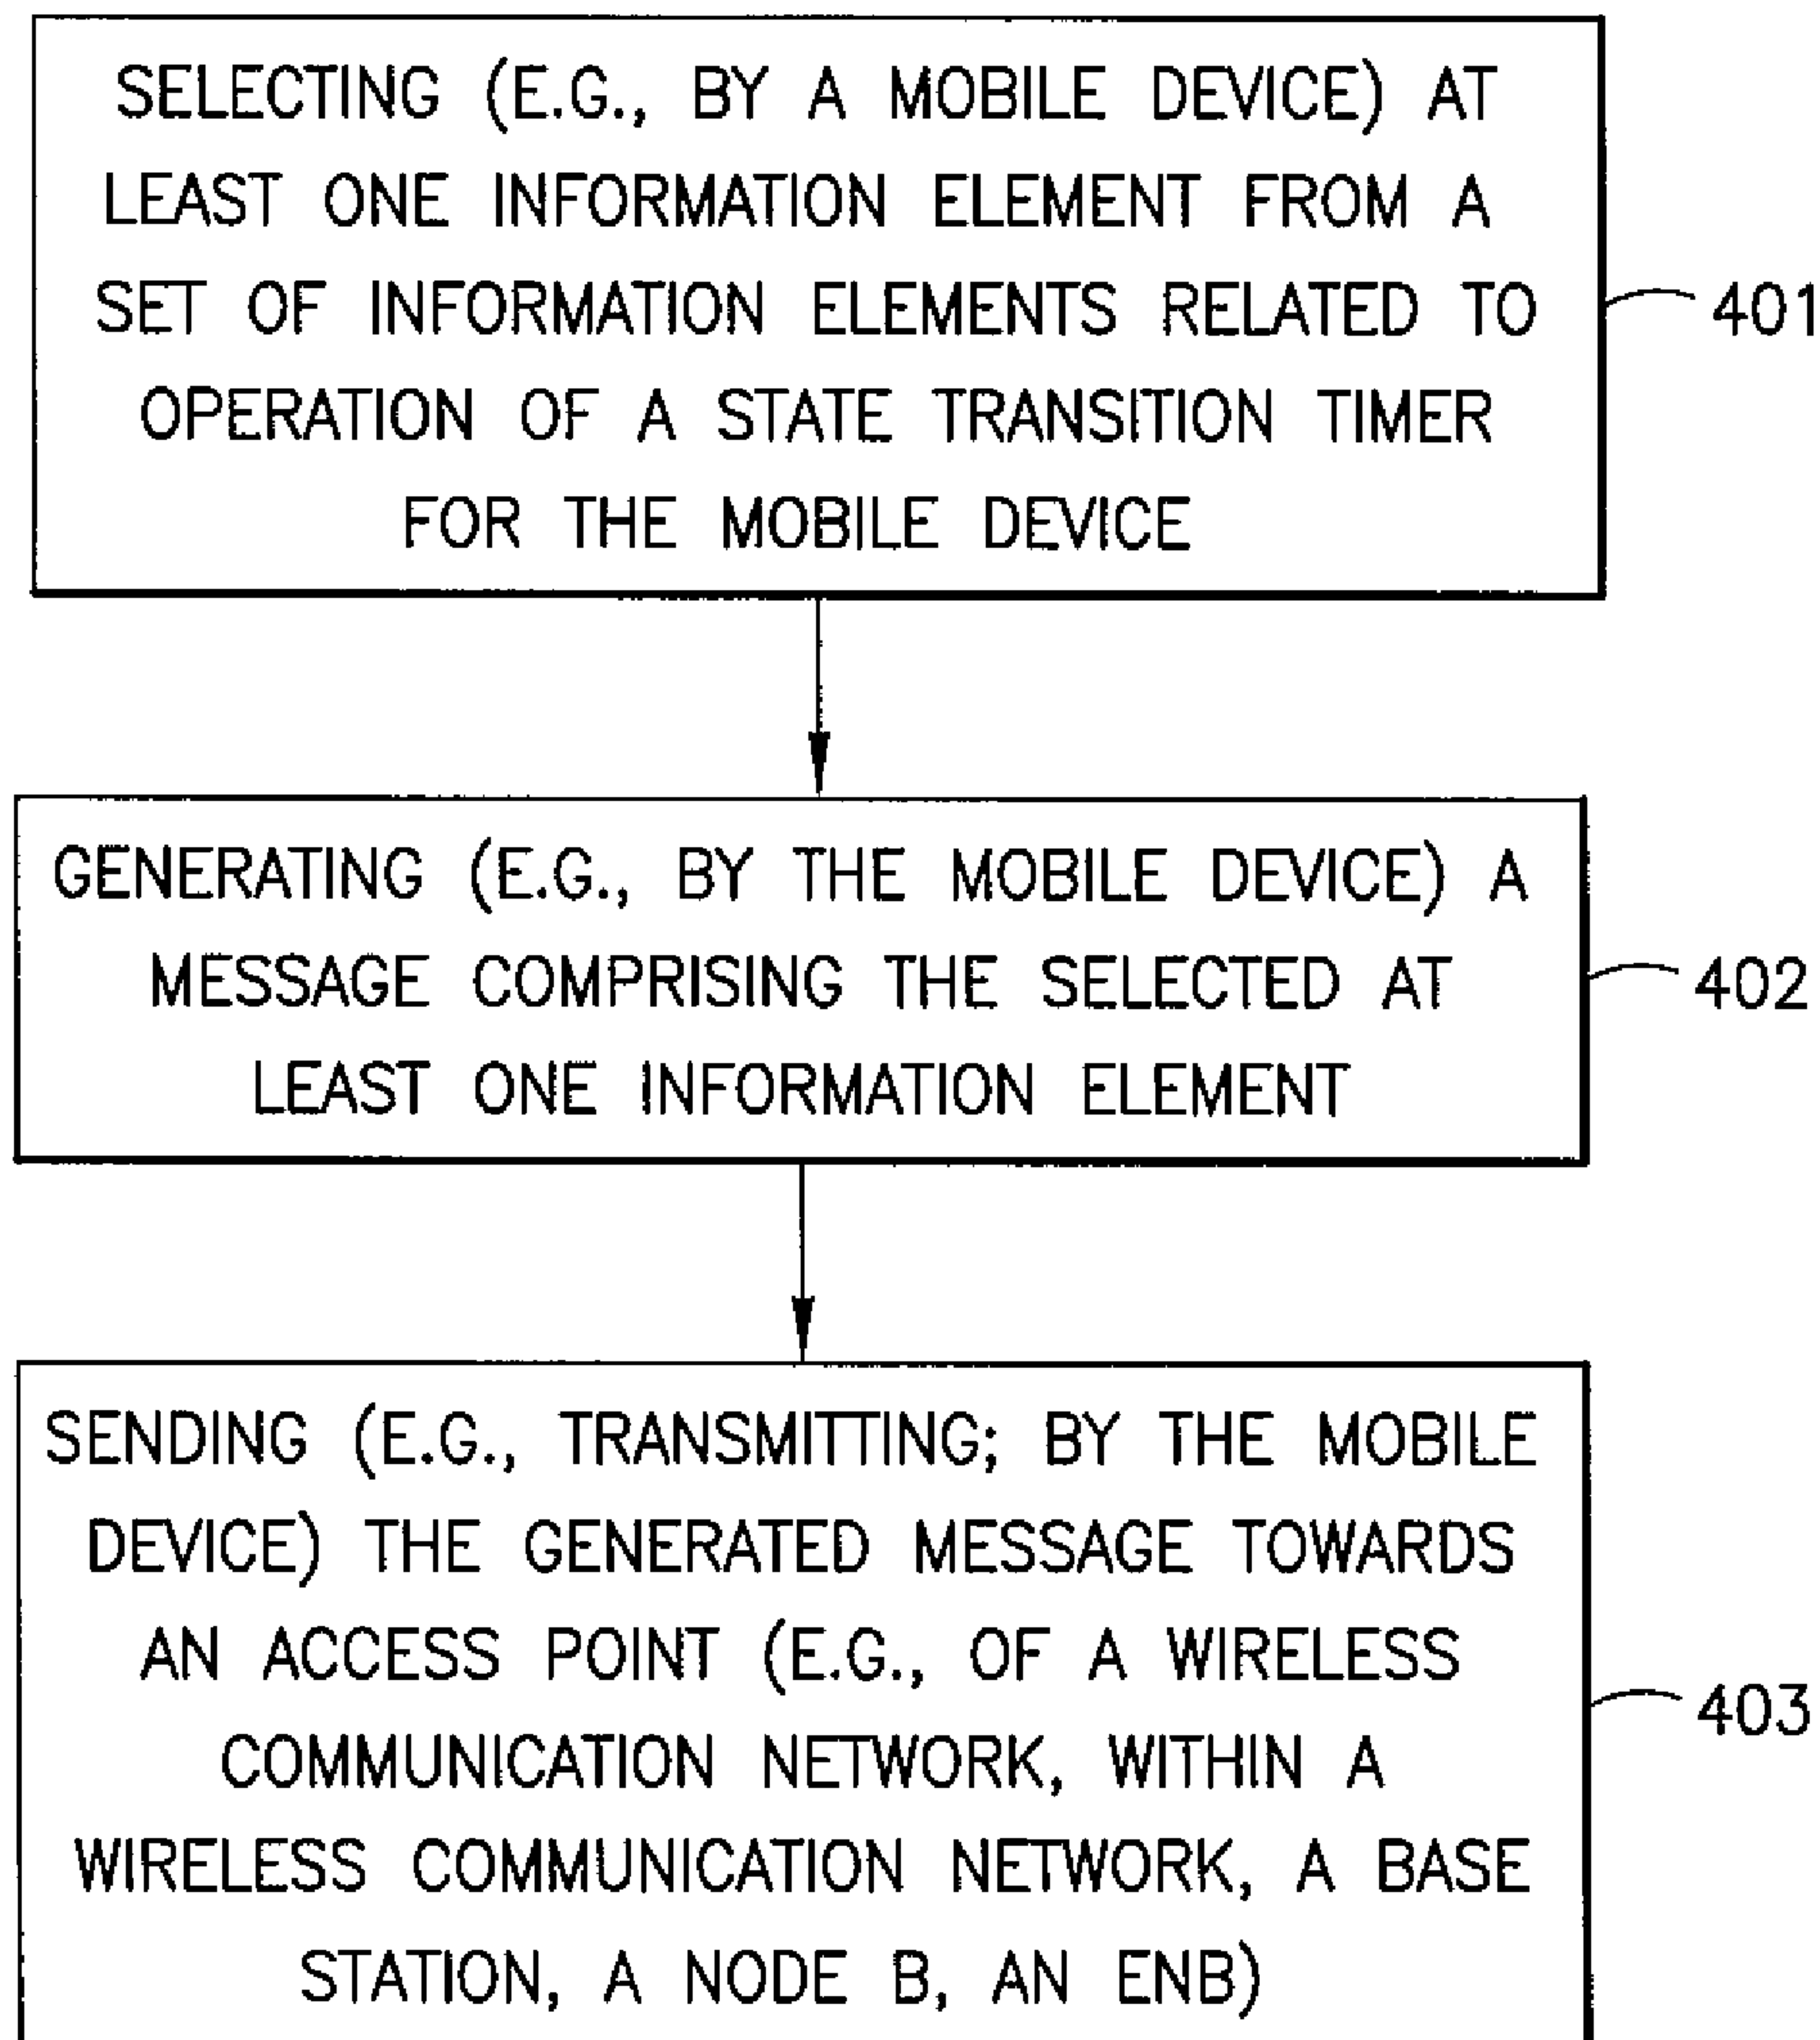 SELECTING (E.G., BY A MOBILE DEVICE) AT
LEAST ONE INFORMATION ELEMENT FROM A
SET OF INFORMATION ELEMENTS RELATED TO
OPERATION OF A STATE TRANSITION TIMER
FOR THE MOBILE DEVICE
401
GENERATING (E.G., BY THE MOBILE DEVICE) A
MESSAGE COMPRISING THE SELECTED AT
LEAST ONE INFORMATION ELEMENT
402
SENDING (E.G., TRANSMITTING; BY THE MOBILE
DEVICE) THE GENERATED MESSAGE TOWARDS
AN ACCESS POINT (E.G., OF A WIRELESS
COMMUNICATION NETWORK, WITHIN A
WIRELESS COMMUNICATION NETWORK, A BASE
STATION, A NODE B, AN ENB)
403